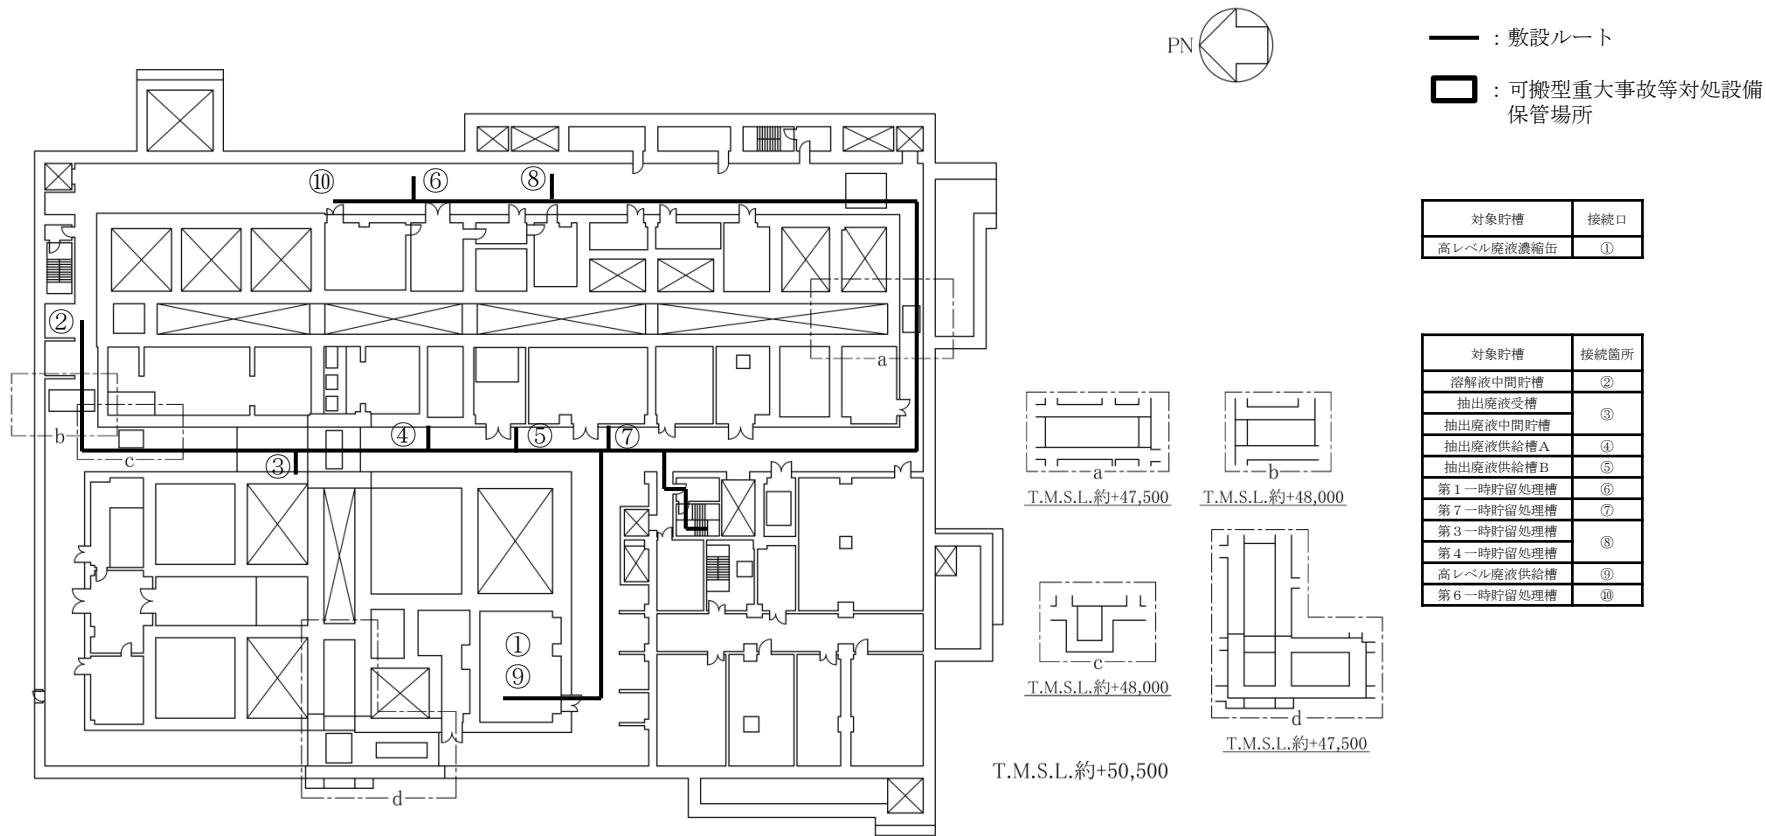 PN
：敷設ルート
：可搬型重大事故等対処設備
保管場所
対象貯槽 接続口
高レベル廃液濃縮缶 ①
対象貯槽 接続箇所
溶解液中間貯槽 ②
抽出廃液受槽 ③
抽出廃液中間貯槽
抽出廃液供給槽A ④
抽出廃液供給槽B ⑤
第1一時貯留処理槽 ⑥
第7一時貯留処理槽 ⑦
第3一時貯留処理槽 ⑧
第4一時貯留処理槽
高レベル廃液供給槽 ⑨
第6一時貯留処理槽 ⑩
⑩ ⑥ ⑧
②
a
b
c
④ ⑤ ⑦
③
①
⑨
d
a
T.M.S.L.約+47,500
b
T.M.S.L.約+48,000
c
T.M.S.L.約+48,000
d
T.M.S.L.約+47,500
T.M.S.L.約+50,500